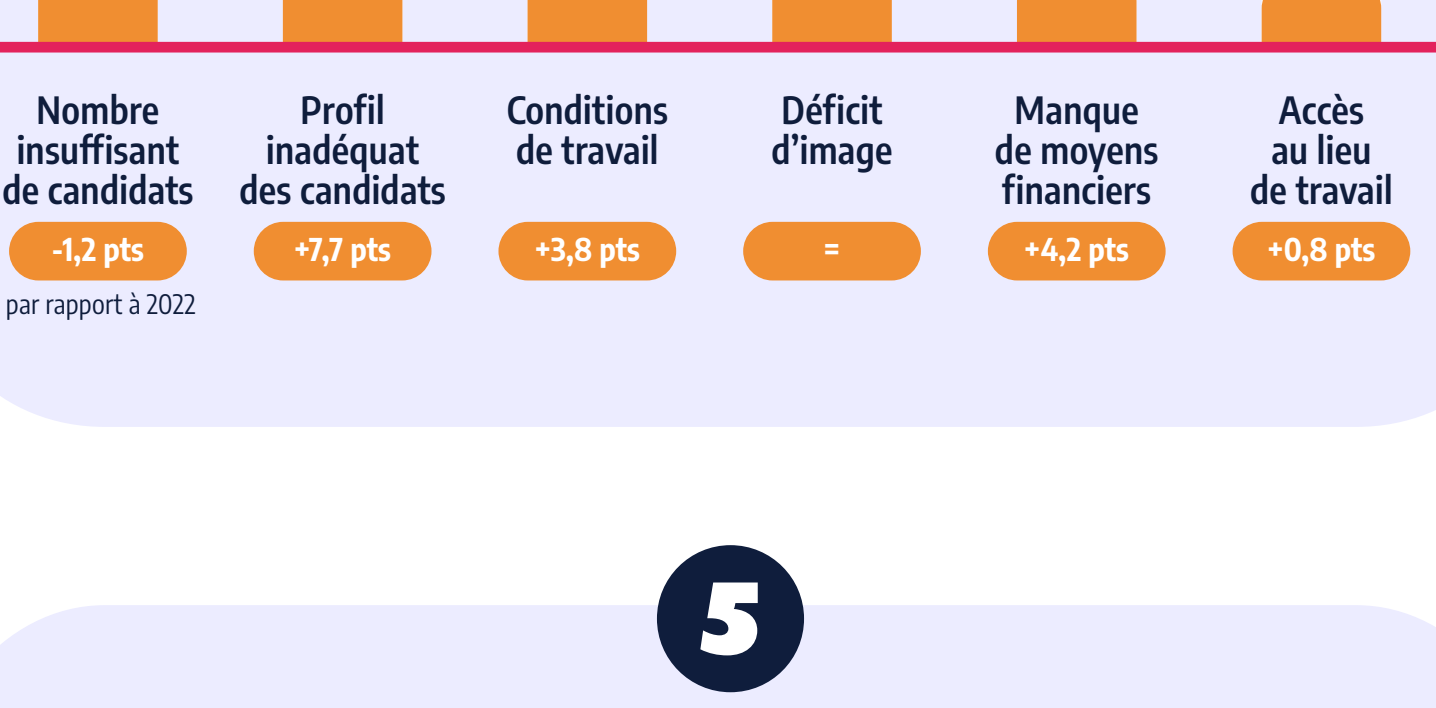 Nombre
insuffisant
de candidats
-1,2 pts
par rapport à 2022
Profil
inadéquat
des candidats
+7,7 pts
Conditions
de travail
+3,8 pts
Déficit
d’image
=
Manque
de moyens
financiers
+4,2 pts
Accès
au lieu
de travail
+0,8 pts
5